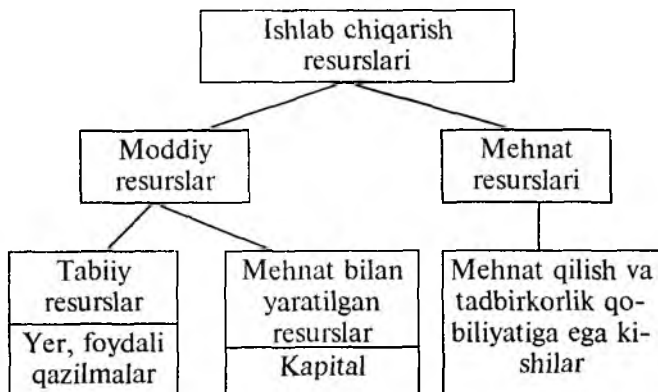 Ishlab chiqarish
resurslari
Moddiy
resurslar
Mehnat
resurslari
Tabiiy
resurslar
Yer, foydali
qazilmalar
Mehnat bilan
yaratilgan
resurslar
Kapital
Mehnat qilish va
tadbirkorlik qo-
biliyatiga ega ki-
shilar